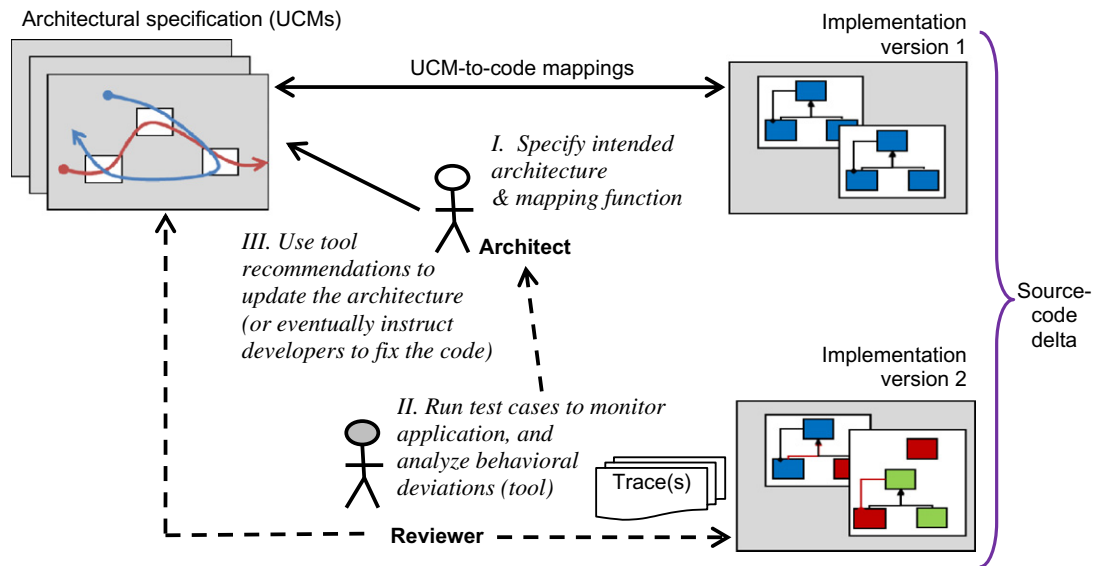 Architectural specification (UCMs)
Implementation
version 1
UCM-to-code mappings
I. Specify intended
architecture
& mapping function
Architect
III. Use tool
recommendations to
update the architecture
(or eventually instruct
developers to fix the code)
Source-
code
delta
Implementation
version 2
II. Run test cases to monitor
application, and
analyze behavioral
deviations (tool)
Trace(s)
Reviewer